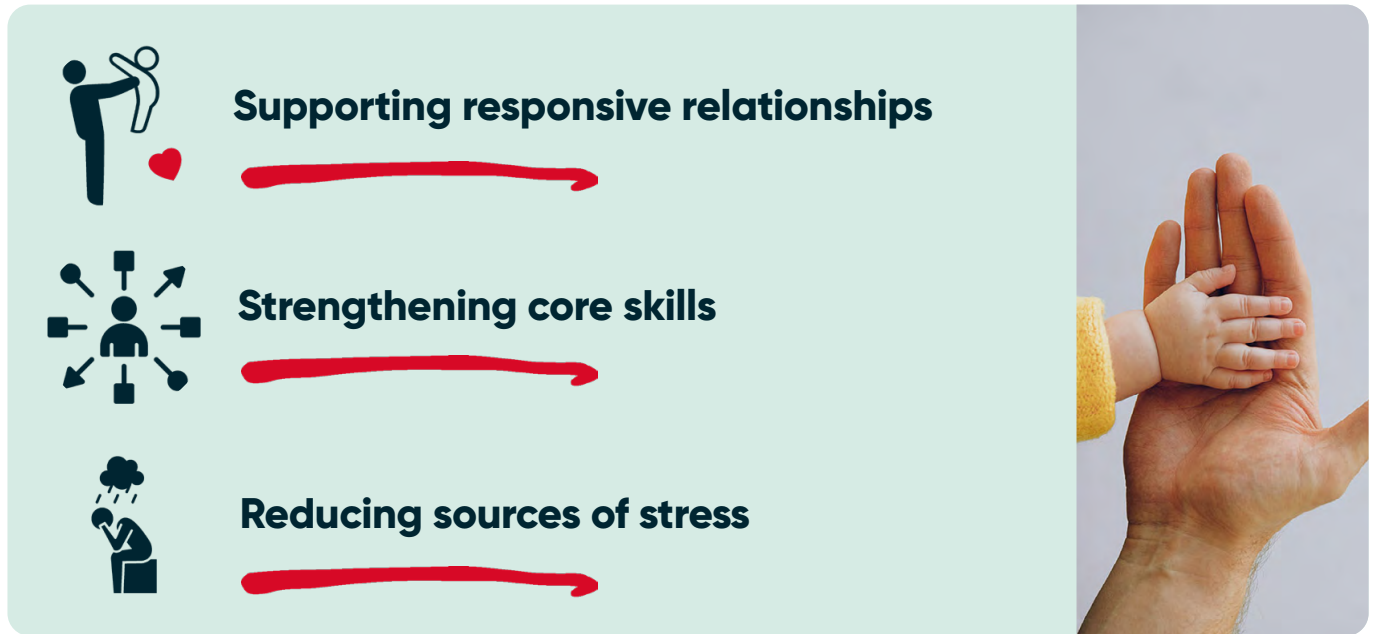 Supporting responsive relationships
Strengthening core skills
Reducing sources of stress